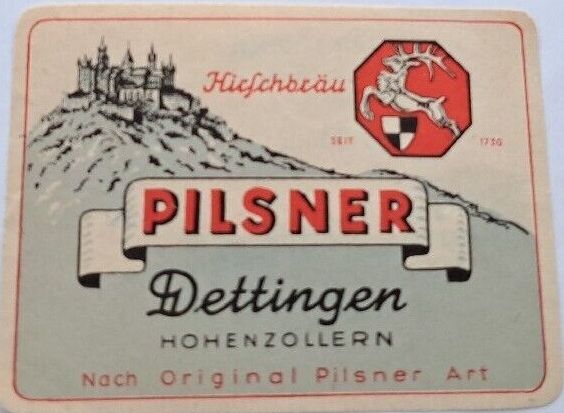 Hirschbräu
SEIT 1730
PILSNER
Dettingen
HOHENZOLLERN
Nach Original Pilsner Art